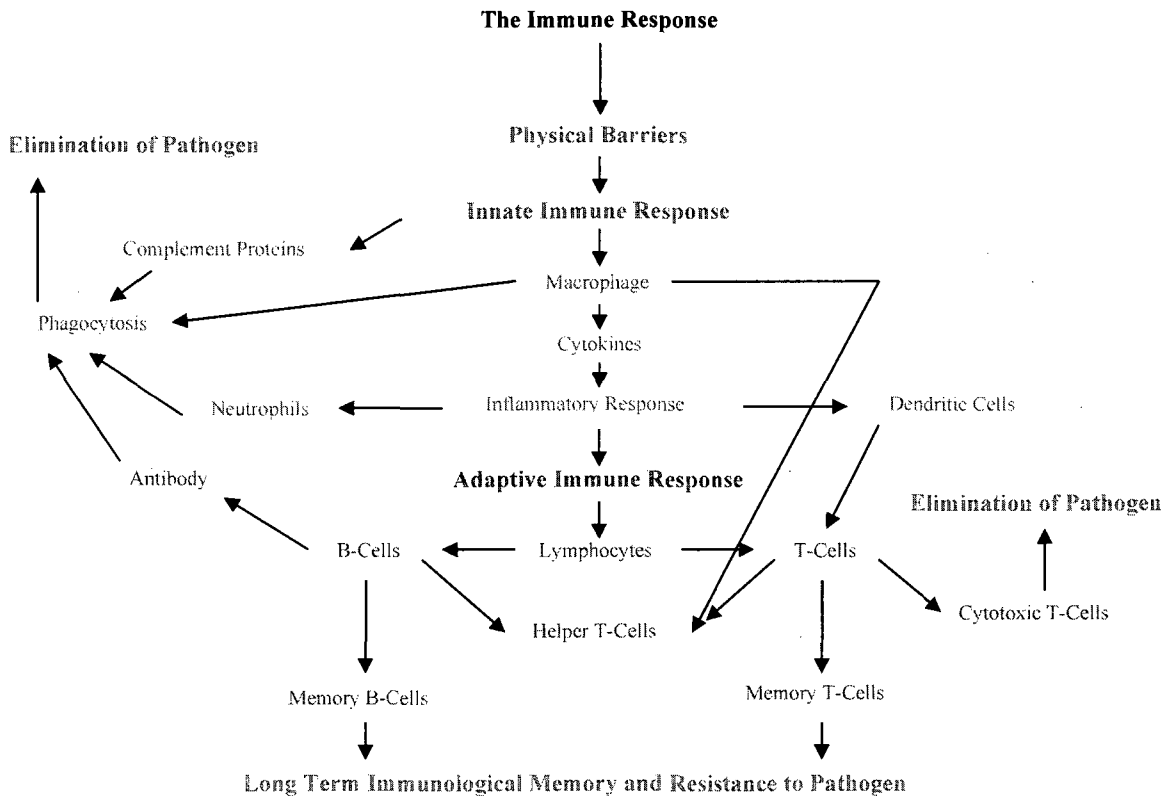 The Immune Response
Physical Barriers
Elimination of Pathogen
Innate Immune Response
Complement Proteins
Macrophage
Phagocytosis
Cytokines
Neutrophils
Inflammatory Response
Dendritic Cells
Antibody
Adaptive Immune Response
Elimination of Pathogen
B-Cells
Lymphocytes
T-Cells
Cytotoxic T-Cells
Helper T-Cells
Memory B-Cells
Memory T-Cells
Long Term Immunological Memory and Resistance to Pathogen